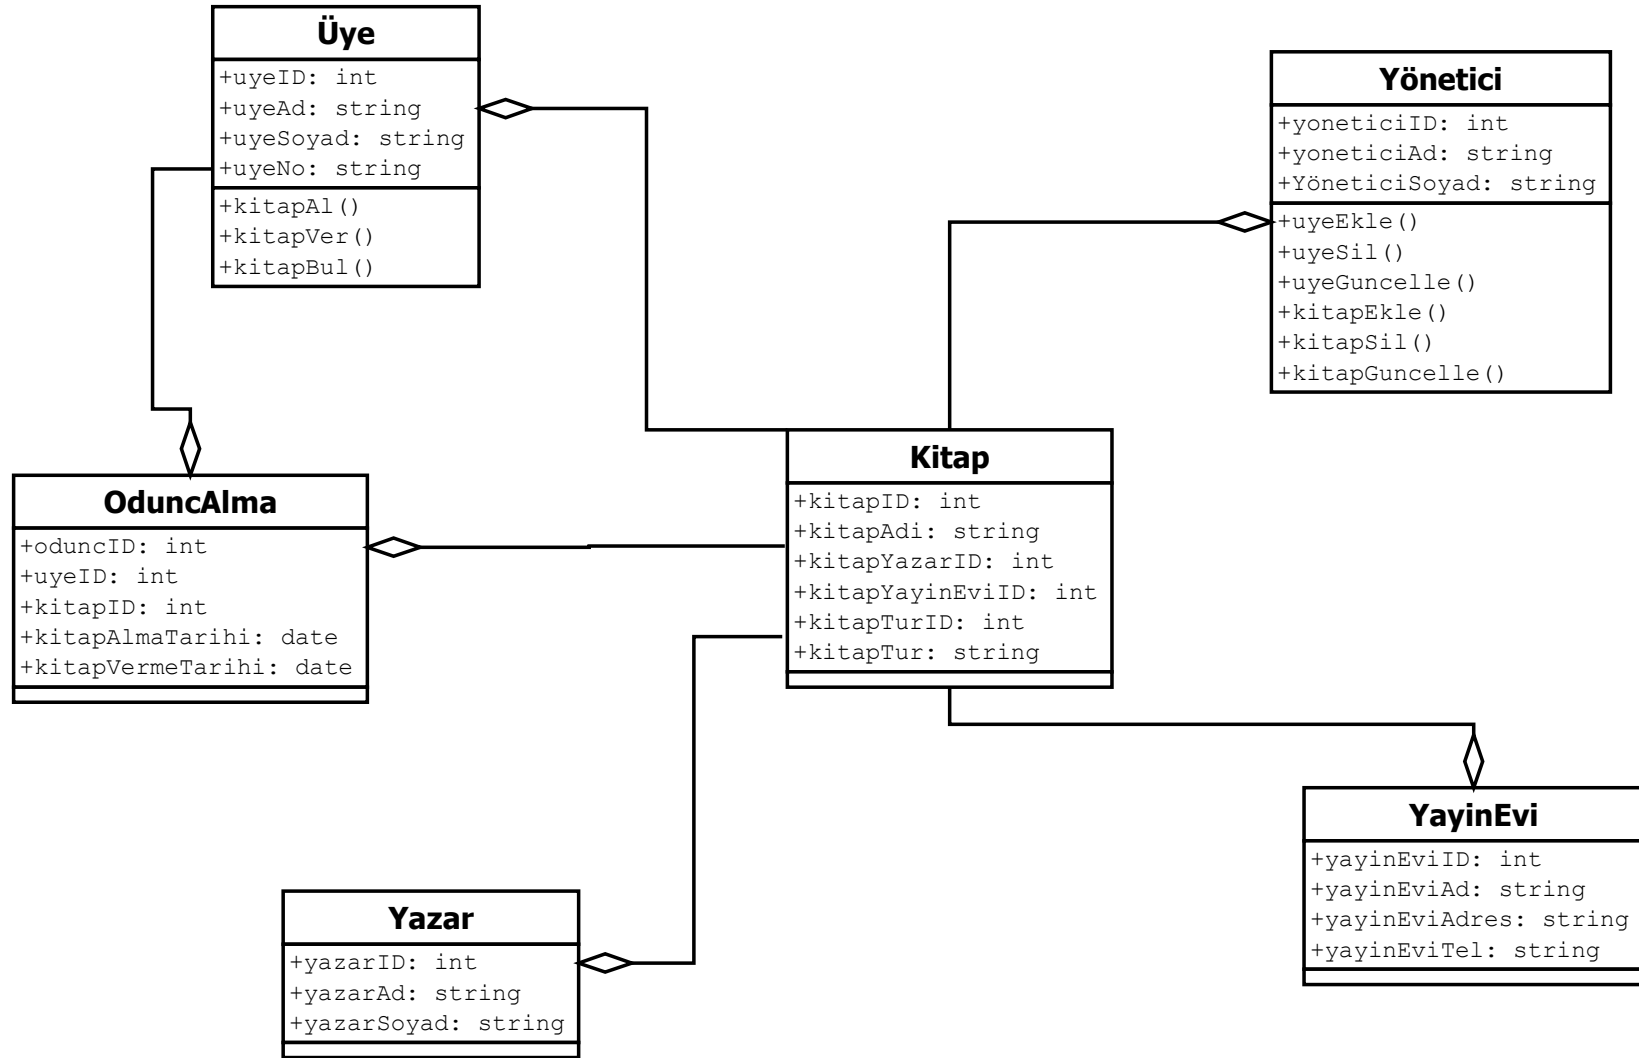 Üye
+uyeID: int
+uyeAd: string
+uyeSoyad: string
+uyeNo: string
+kitapAl()
+kitapVer()
+kitapBul()
Yönetici
+yoneticiID: int
+yoneticiAd: string
+YöneticiSoyad: string
+uyeEkle()
+uyeSil()
+uyeGuncelle()
+kitapEkle()
+kitapSil()
+kitapGuncelle()
OduncAlma
+oduncID: int
+uyeID: int
+kitapID: int
+kitapAlmaTarihi: date
+kitapVermeTarihi: date
Kitap
+kitapID: int
+kitapAdi: string
+kitapYazarID: int
+kitapYayinEviID: int
+kitapTurID: int
+kitapTur: string
YayinEvi
+yayinEviID: int
+yayinEviAd: string
+yayinEviAdres: string
+yayinEviTel: string
Yazar
+yazarID: int
+yazarAd: string
+yazarSoyad: string